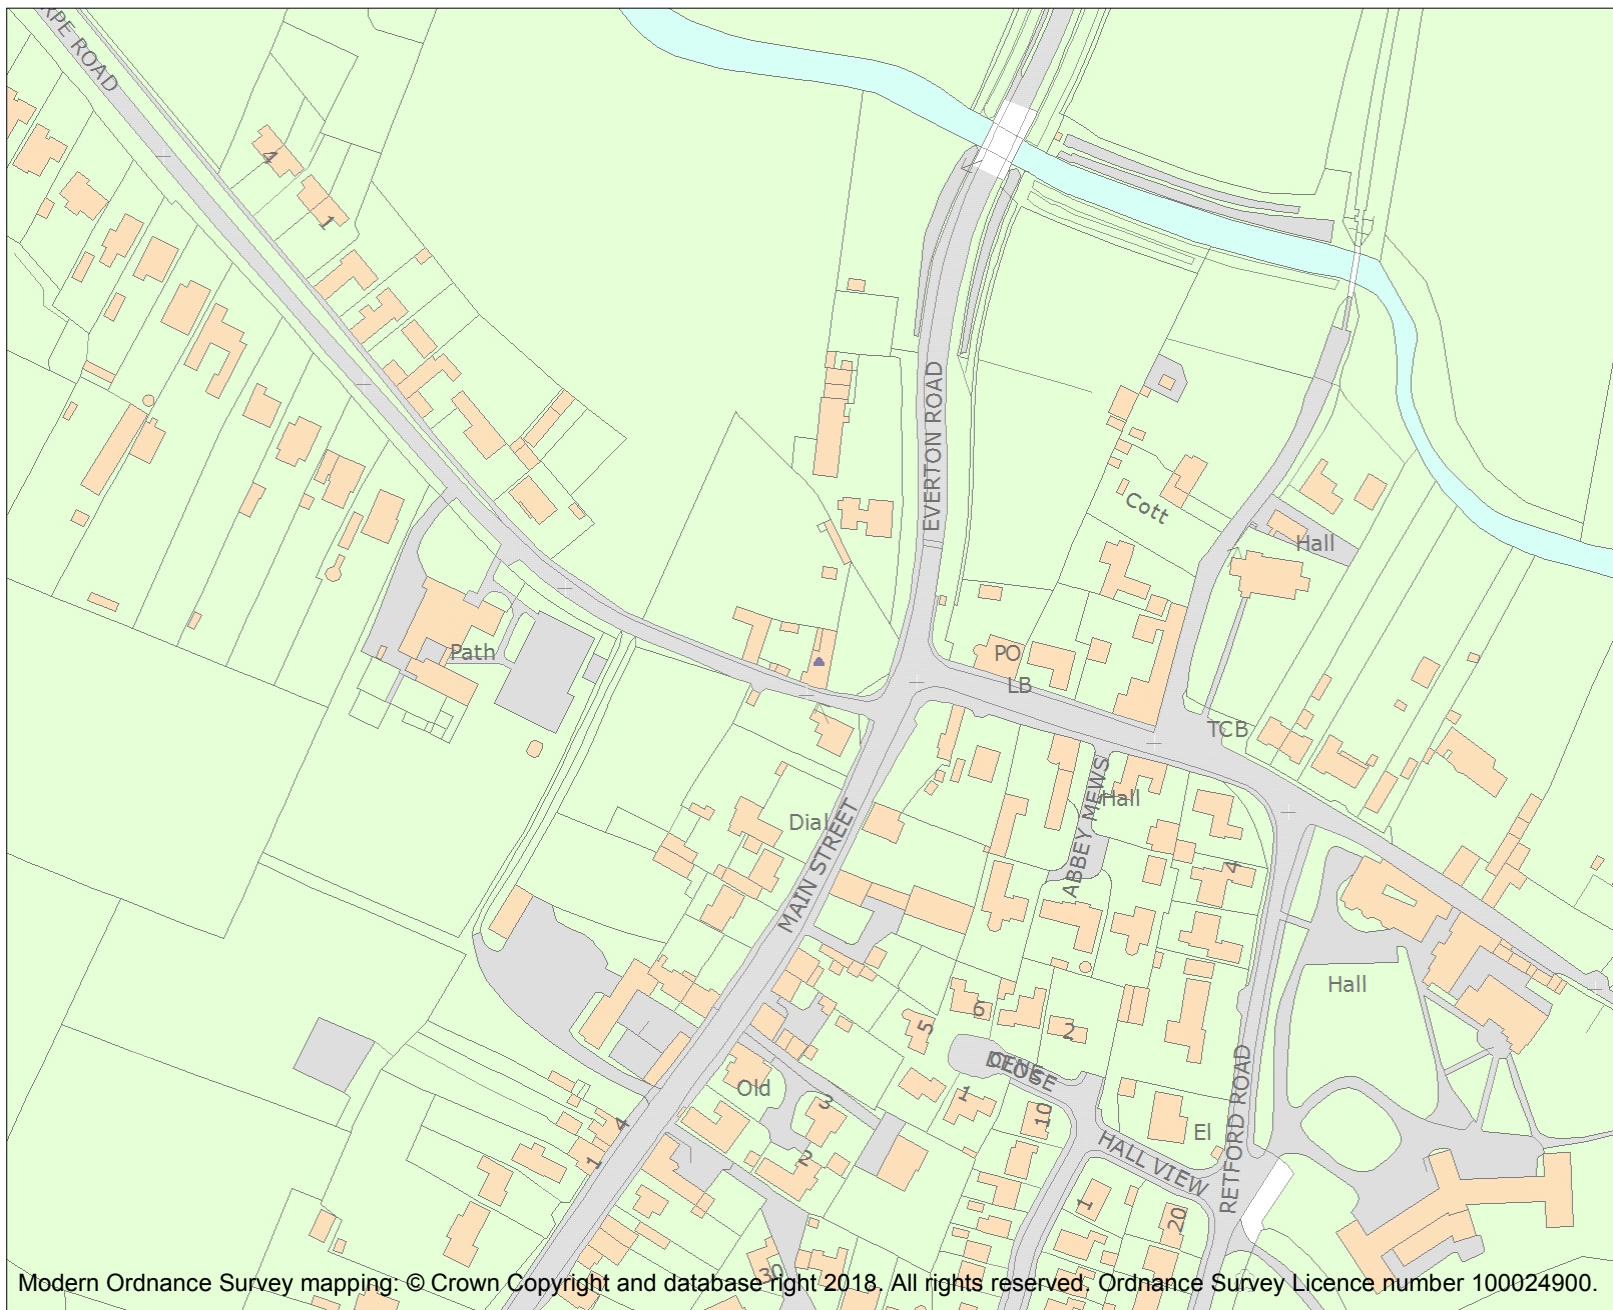 RPE ROAD
4
1
EVERTON ROAD
Cott
Hall
Path
PO
LB
TCB
ABBEY MEWS
Hall
Dial
MAIN STREET
4
Hall
6
5
2
CLOSE
Old
1
3
10
El
RETFORD ROAD
4
1
2
HALL VIEW
1
20
30
Modern Ordnance Survey mapping: © Crown Copyright and database right 2018. All rights reserved. Ordnance Survey Licence number 100024900.